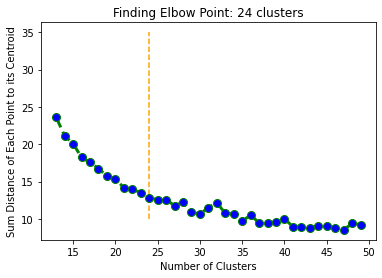 Finding Elbow Point: 24 clusters
Sum Distance of Each Point to its Centroid
35
30
25
20
15
10
15 20 25 30 35 40 45 50
Number of Clusters